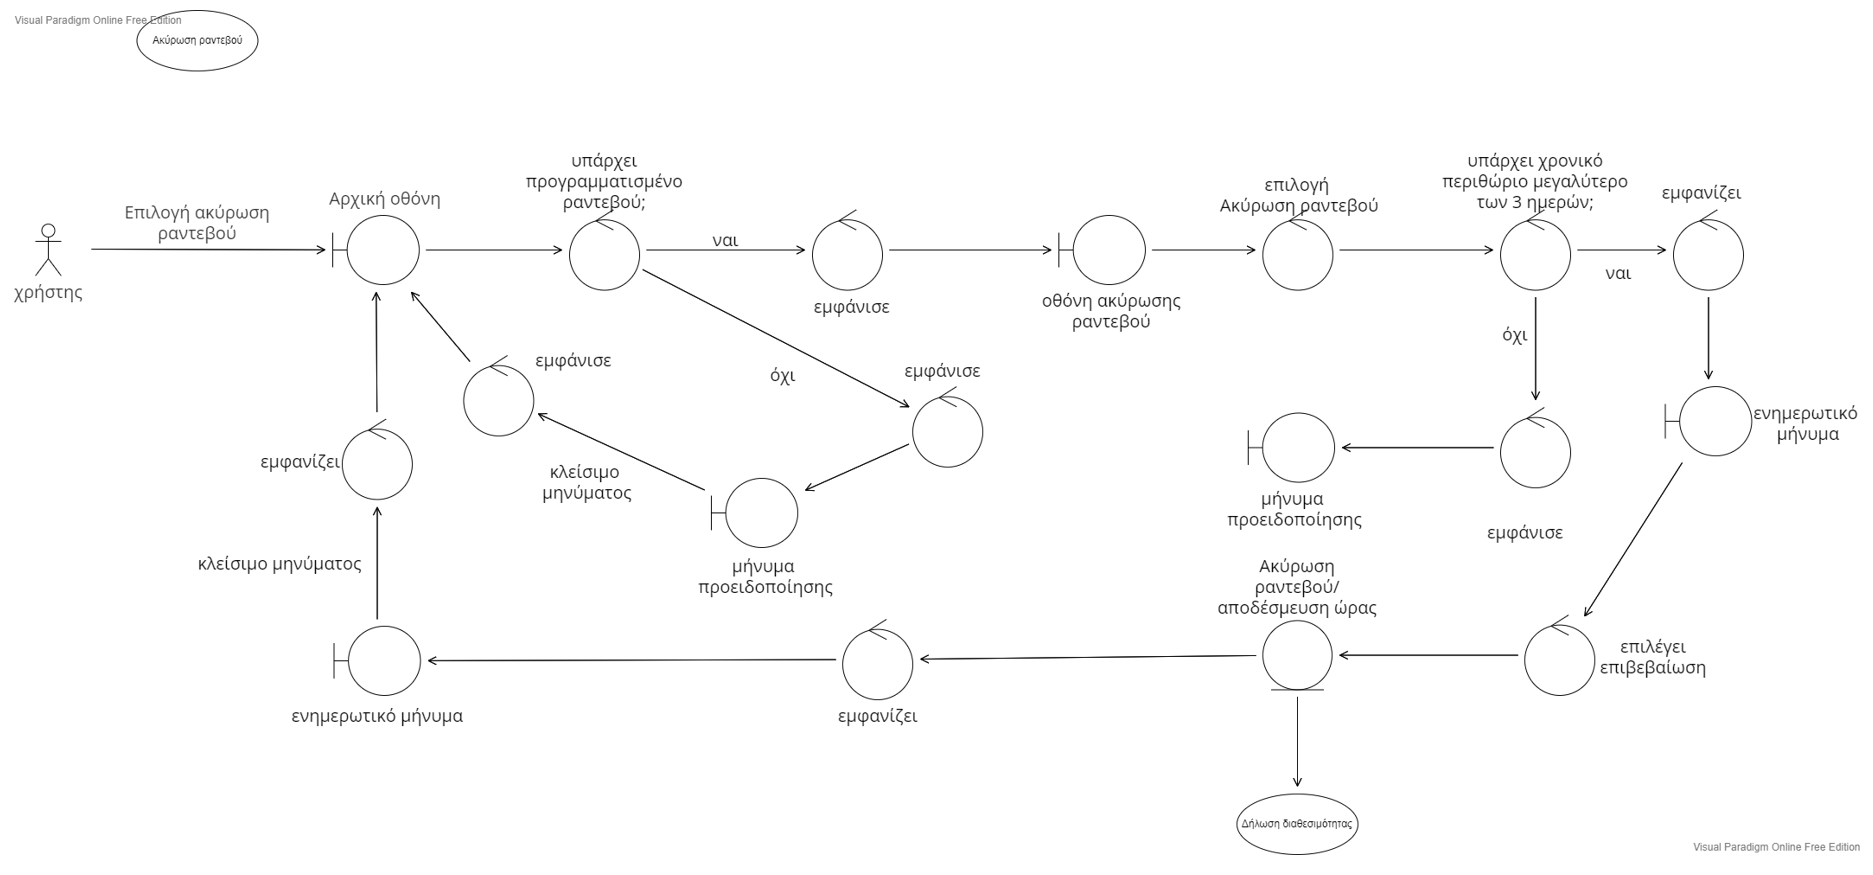 Visual Paradigm Online Free Edition
Ακύρωση ραντεβού
υπάρχει
προγραμματισμένο
ραντεβού;
υπάρχει χρονικό
περιθώριο μεγαλύτερο
των 3 ημερών;
επιλογή
Ακύρωση ραντεβού
εμφανίζει
Αρχική οθόνη
Επιλογή ακύρωση
ραντεβού
ναι
ναι
χρήστης
εμφάνισε
οθόνη ακύρωσης
ραντεβού
όχι
εμφάνισε
όχι
εμφάνισε
ενημερωτικό
μήνυμα
εμφανίζει
κλείσιμο
μηνύματος
μήνυμα
προειδοποίησης
εμφάνισε
κλείσιμο μηνύματος
μήνυμα
προειδοποίησης
Ακύρωση
ραντεβού/
αποδέσμευση ώρας
επιλέγει
επιβεβαίωση
ενημερωτικό μήνυμα
εμφανίζει
Δήλωση διαθεσιμότητας
Visual Paradigm Online Free Edition